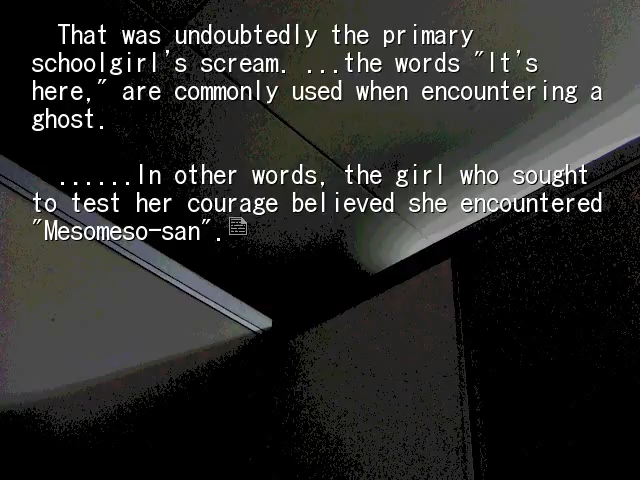 That was undoubtedly the primary
schoolgirl's scream. ...the words "It's
here," are commonly used when encountering a
ghost.
......In other words, the girl who sought
to test her courage believed she encountered
"Mesomeso-san".